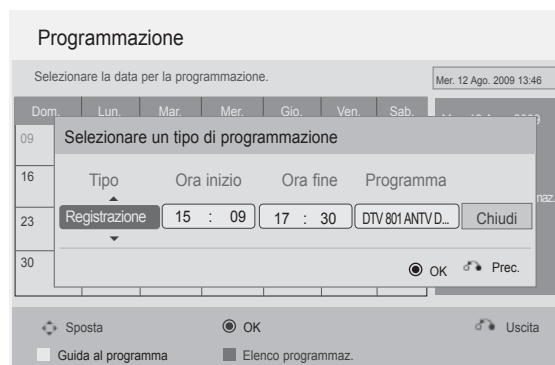 Programmazione
Selezionare la data per la programmazione.
Mer. 12 Ago. 2009 13:46
Dom. Lun. Mar. Mer. Gio. Ven. Sab.
09
Selezionare un tipo di programmazione
16
Tipo Ora inizio Ora fine Programma
naz.
23
Registrazione 15 : 09 17 : 30 DTV 801 ANTV D... Chiudi
30
OK Prec.
Sposta OK Uscita
Guida al programma Elenco programmaz.